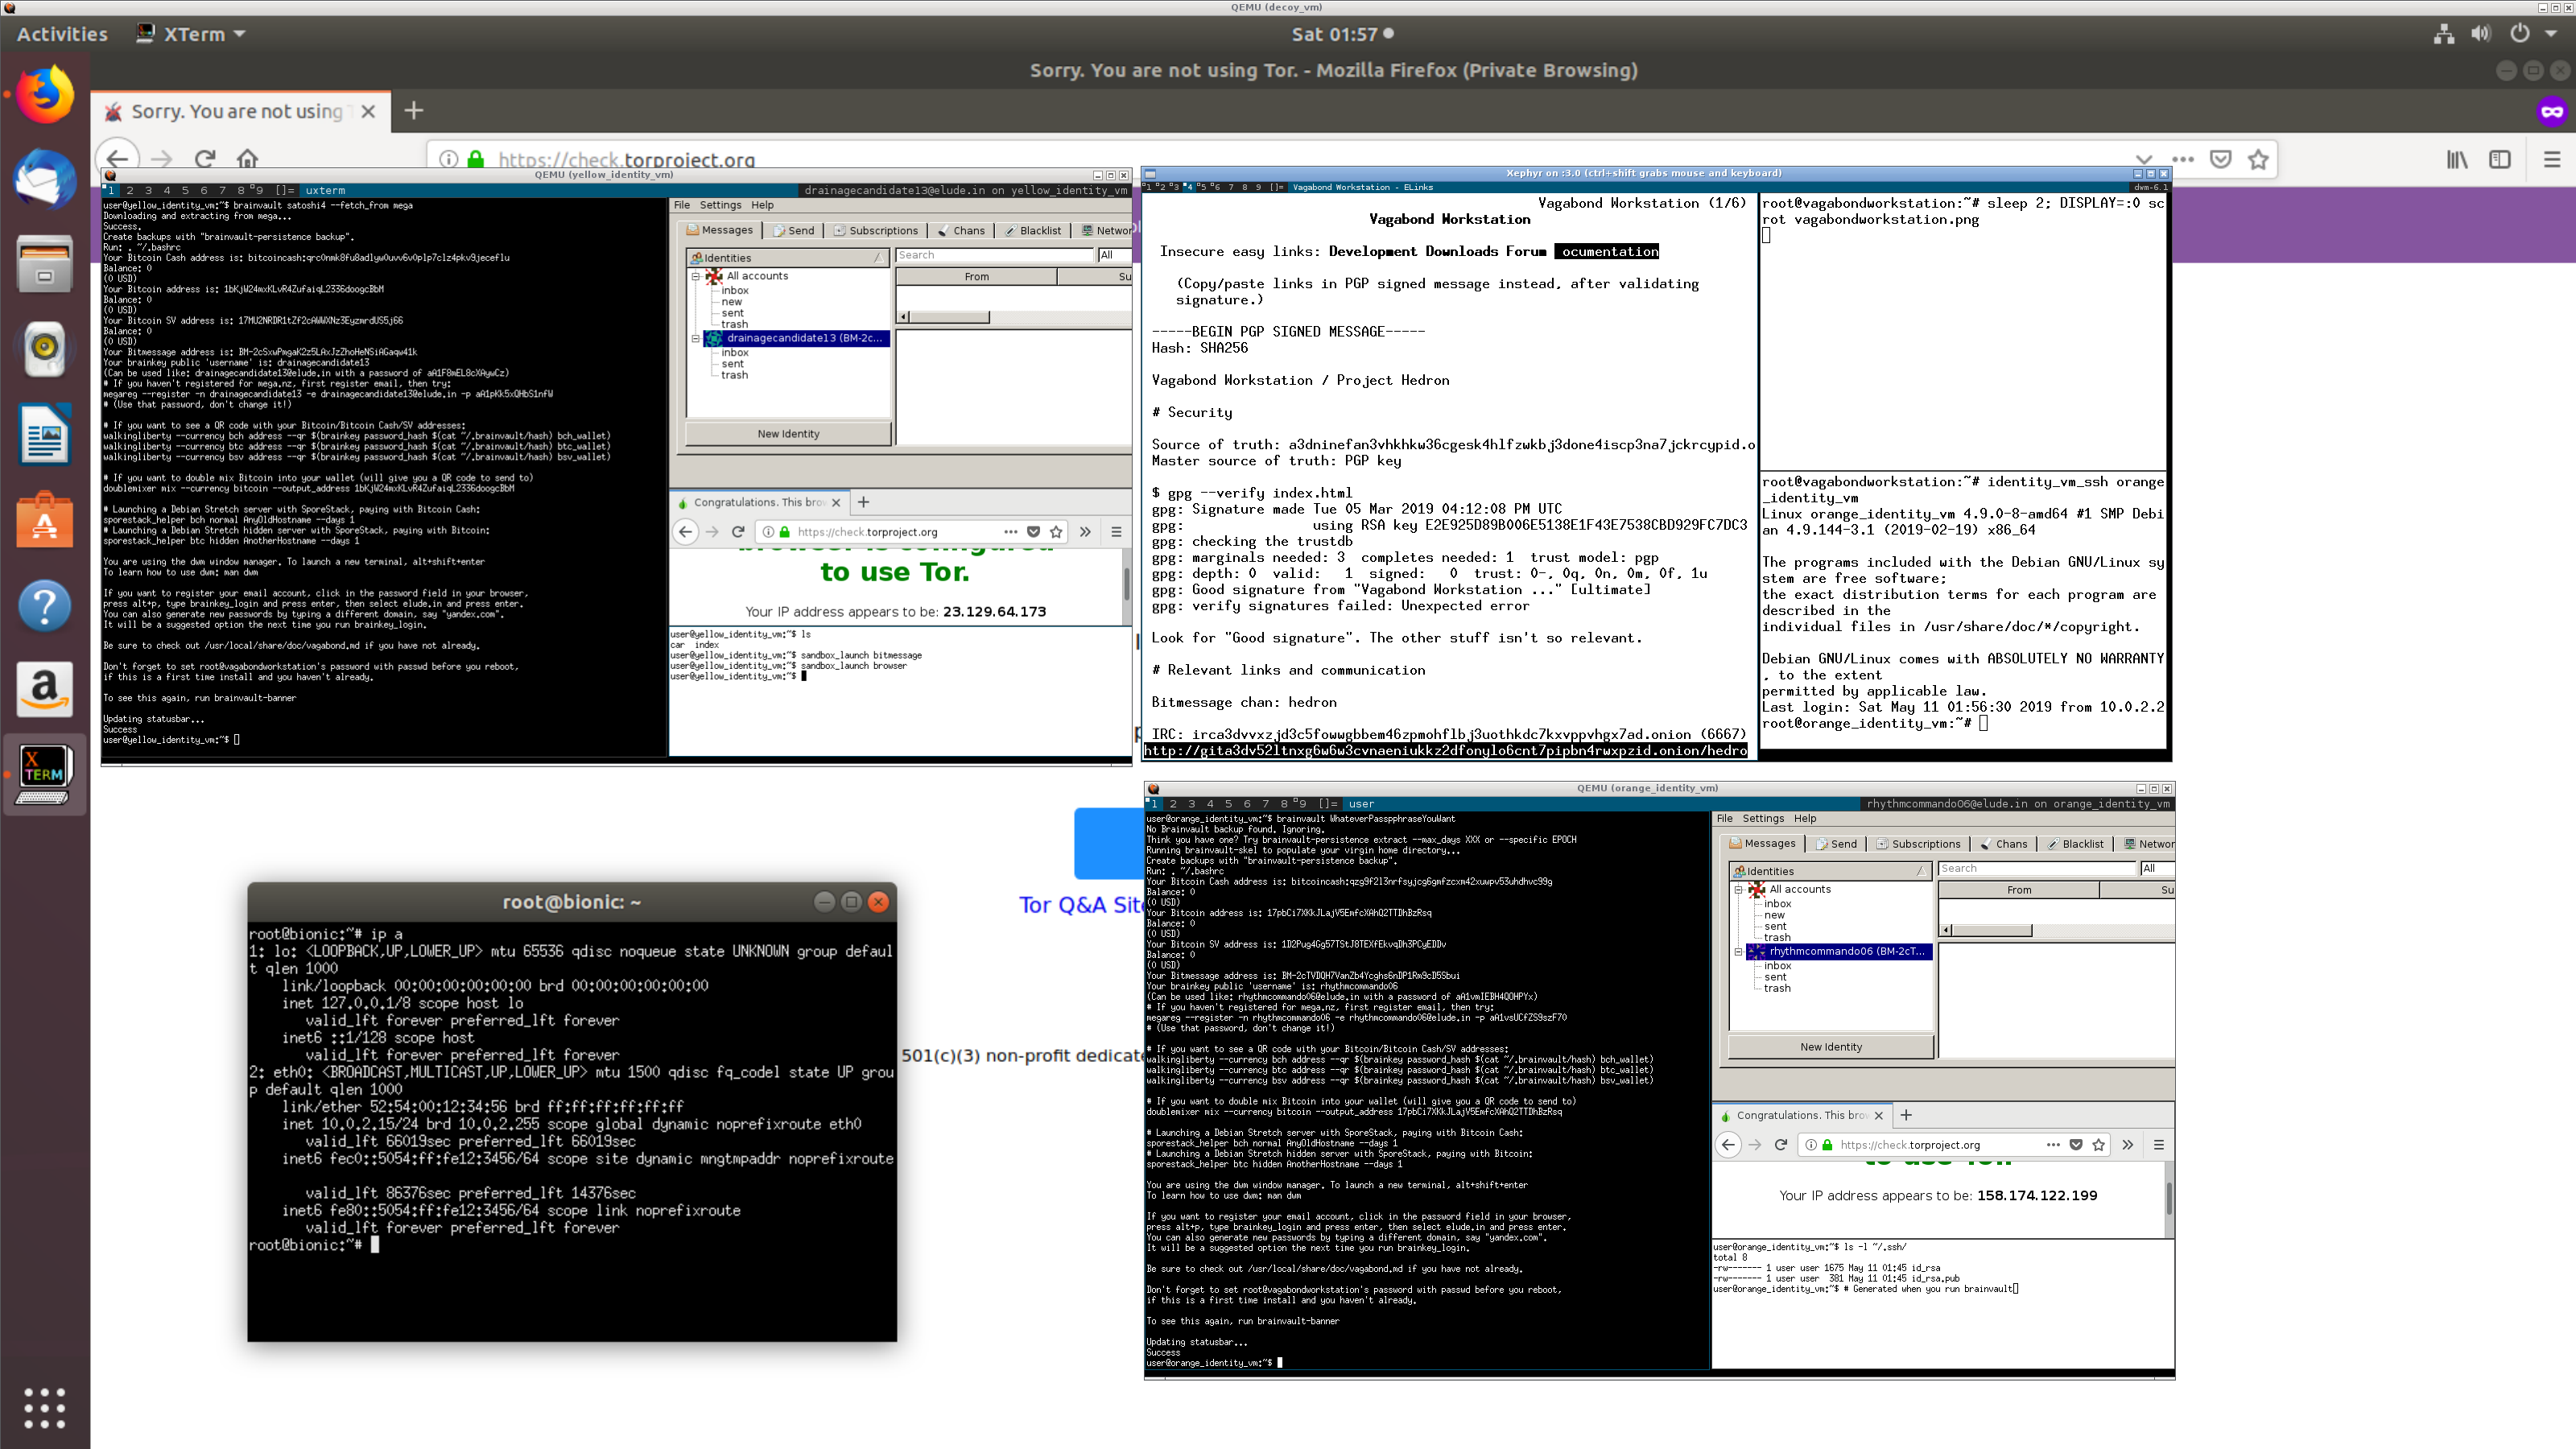 QEMU (decoy_vm)
Activities
XTerm
Sat 01:57
Sorry. You are not using Tor. - Mozilla Firefox (Private Browsing)
Sorry. You are not using
https://check.torproject.org
QEMU (yellow_identity_vm)
1 2 3 4 5 6 7 8 9 []= uxterm
drainagecandidate13@elude.in on yellow_identity_vm
user@yellow_identity_vm:~$ brainvault satoshi4 --fetch_from mega
Downloading and extracting from mega...
Success.
Create backups with "brainvault-persistence backup".
Run: . ~/.bashrc
Your Bitcoin Cash address is:
Balance: 0
(0 USD)
Your Bitcoin address is:
Balance: 0
(0 USD)
Your Bitcoin SV address is:
Balance: 0
(0 USD)
Your Bitmessage address is:
Your brainkey public 'username' is: drainagecandidate13
(Can be used like: drainagecandidate13@elude.in with a password of
# If you haven't registered for mega.nz, first register email, then try:
megareg --register -n drainagecandidate13 -e drainagecandidate13@elude.in -p
# (Use that password, don't change it!)
# If you want to see a QR code with your Bitcoin/Bitcoin Cash/SV addresses:
walkingliberty --currency bch address --qr $(brainkey password_hash $(cat ~/.brainvault/hash) bch_wallet)
walkingliberty --currency btc address --qr $(brainkey password_hash $(cat ~/.brainvault/hash) btc_wallet)
walkingliberty --currency bsv address --qr $(brainkey password_hash $(cat ~/.brainvault/hash) bsv_wallet)
# If you want to double mix Bitcoin into your wallet (will give you a QR code to send to)
doublemixer mix --currency bitcoin --output_address
# Launching a Debian Stretch server with SporeStack, paying with Bitcoin Cash:
sporestack_helper bch normal AnyOldHostname --days 1
# Launching a Debian Stretch hidden server with SporeStack, paying with Bitcoin:
sporestack_helper btc hidden AnotherHostname --days 1
You are using the dwm window manager. To launch a new terminal, alt+shift+enter
To learn how to use dwm: man dwm
If you want to register your email account, click in the password field in your browser,
press alt+p, type brainkey_login and press enter, then select elude.in and press enter.
You can also generate new passwords by typing a different domain, say "yandex.com".
It will be a suggested option the next time you run brainkey_login.
Be sure to check out /usr/local/share/doc/vagabond.md if you have not already.
Don't forget to set root@vagabondworkstation's password with passwd before you reboot,
if this is a first time install and you haven't already.
To see this again, run brainvault-banner
Updating statusbar...
Success
user@yellow_identity_vm:~$
File Settings Help
Messages Send Subscriptions Chans Blacklist Networ
Identities
Search
All
From
Su
All accounts
inbox
new
sent
trash
drainagecandidate13 (BM-2c...
inbox
sent
trash
New Identity
Congratulations. This brow
https://check.torproject.org
to use Tor.
Your IP address appears to be: 23.129.64.173
user@yellow_identity_vm:~$ ls
car index
user@yellow_identity_vm:~$ sandbox_launch bitmessage
user@yellow_identity_vm:~$ sandbox_launch browser
user@yellow_identity_vm:~$
Xephyr on :3.0 (ctrl+shift grabs mouse and keyboard)
1 2 3 4 5 6 7 8 9 []= Vagabond Workstation - ELinks
dwm-6.1
Vagabond Workstation (1/6)
Vagabond Workstation
Insecure easy links: Development Downloads Forum ocumentation
(Copy/paste links in PGP signed message instead, after validating
signature.)
-----BEGIN PGP SIGNED MESSAGE-----
Hash: SHA256
Vagabond Workstation / Project Hedron
# Security
Source of truth: a3dninefan3vhkhkw36cgesk4hlfzwkbj3done4iscp3na7jckrcypid.o
Master source of truth: PGP key
$ gpg --verify index.html
gpg: Signature made Tue 05 Mar 2019 04:12:08 PM UTC
gpg: using RSA key E2E925D89B006E5138E1F43E7538CBD929FC7DC3
gpg: checking the trustdb
gpg: marginals needed: 3 completes needed: 1 trust model: pgp
gpg: depth: 0 valid: 1 signed: 0 trust: 0-, 0q, 0n, 0m, 0f, 1u
gpg: Good signature from "Vagabond Workstation ..." [ultimate]
gpg: verify signatures failed: Unexpected error
Look for "Good signature". The other stuff isn't so relevant.
# Relevant links and communication
Bitmessage chan: hedron
IRC: irca3dvvxzjd3c5fowwgbbem46zpmohflbj3uothkdc7kxvppvhgx7ad.onion (6667)
http://gita3dv52ltnxg6w6w3cvnaeniukkz2dfonylo6cnt7pipbn4rwxpzid.onion/hedro
root@vagabondworkstation:~# sleep 2; DISPLAY=:0 sc
rot vagabondworkstation.png
root@vagabondworkstation:~# identity_vm_ssh orange
_identity_vm
Linux orange_identity_vm 4.9.0-8-amd64 #1 SMP Debi
an 4.9.144-3.1 (2019-02-19) x86_64
The programs included with the Debian GNU/Linux sy
stem are free software;
the exact distribution terms for each program are
described in the
individual files in /usr/share/doc/*/copyright.
Debian GNU/Linux comes with ABSOLUTELY NO WARRANTY
, to the extent
permitted by applicable law.
Last login: Sat May 11 01:56:30 2019 from 10.0.2.2
root@orange_identity_vm:~#
Tor Q&A Site
501(c)(3) non-profit dedicate
root@bionic: ~
root@bionic:~# ip a
1: lo: <LOOPBACK,UP,LOWER_UP> mtu 65536 qdisc noqueue state UNKNOWN group defaul
t qlen 1000
link/loopback 00:00:00:00:00:00 brd 00:00:00:00:00:00
inet 127.0.0.1/8 scope host lo
valid_lft forever preferred_lft forever
inet6 ::1/128 scope host
valid_lft forever preferred_lft forever
2: eth0: <BROADCAST,MULTICAST,UP,LOWER_UP> mtu 1500 qdisc fq_codel state UP grou
p default qlen 1000
link/ether 52:54:00:12:34:56 brd ff:ff:ff:ff:ff:ff
inet 10.0.2.15/24 brd 10.0.2.255 scope global dynamic noprefixroute eth0
valid_lft 66019sec preferred_lft 66019sec
inet6 fec0::5054:ff:fe12:3456/64 scope site dynamic mngtmpaddr noprefixroute
valid_lft 86376sec preferred_lft 14376sec
inet6 fe80::5054:ff:fe12:3456/64 scope link noprefixroute
valid_lft forever preferred_lft forever
root@bionic:~#
QEMU (orange_identity_vm)
1 2 3 4 5 6 7 8 9 []= user
rhythmcommando06@elude.in on orange_identity_vm
user@orange_identity_vm:~$ brainvault WhateverPasspphraseYouWant
No Brainvault backup found. Ignoring.
Think you have one? Try brainvault-persistence extract --max_days XXX or --specific EPOCH
Running brainvault-skel to populate your virgin home directory...
Create backups with "brainvault-persistence backup".
Run: . ~/.bashrc
Your Bitcoin Cash address is:
Balance: 0
(0 USD)
Your Bitcoin address is:
Balance: 0
(0 USD)
Your Bitcoin SV address is:
Balance: 0
(0 USD)
Your Bitmessage address is:
Your brainkey public 'username' is: rhythmcommando06
(Can be used like: rhythmcommando06@elude.in with a password of
# If you haven't registered for mega.nz, first register email, then try:
megareg --register -n rhythmcommando06 -e rhythmcommando06@elude.in -p
# (Use that password, don't change it!)
# If you want to see a QR code with your Bitcoin/Bitcoin Cash/SV addresses:
walkingliberty --currency bch address --qr $(brainkey password_hash $(cat ~/.brainvault/hash) bch_wallet)
walkingliberty --currency btc address --qr $(brainkey password_hash $(cat ~/.brainvault/hash) btc_wallet)
walkingliberty --currency bsv address --qr $(brainkey password_hash $(cat ~/.brainvault/hash) bsv_wallet)
# If you want to double mix Bitcoin into your wallet (will give you a QR code to send to)
doublemixer mix --currency bitcoin --output_address
# Launching a Debian Stretch server with SporeStack, paying with Bitcoin Cash:
sporestack_helper bch normal AnyOldHostname --days 1
# Launching a Debian Stretch hidden server with SporeStack, paying with Bitcoin:
sporestack_helper btc hidden AnotherHostname --days 1
You are using the dwm window manager. To launch a new terminal, alt+shift+enter
To learn how to use dwm: man dwm
If you want to register your email account, click in the password field in your browser,
press alt+p, type brainkey_login and press enter, then select elude.in and press enter.
You can also generate new passwords by typing a different domain, say "yandex.com".
It will be a suggested option the next time you run brainkey_login.
Be sure to check out /usr/local/share/doc/vagabond.md if you have not already.
Don't forget to set root@vagabondworkstation's password with passwd before you reboot,
if this is a first time install and you haven't already.
To see this again, run brainvault-banner
Updating statusbar...
Success
user@orange_identity_vm:~$
File Settings Help
Messages Send Subscriptions Chans Blacklist Networ
Identities
Search
All
From
Su
All accounts
inbox
new
sent
trash
rhythmcommando06 (BM-2cT...
inbox
sent
trash
New Identity
Congratulations. This brow
https://check.torproject.org
Your IP address appears to be: 158.174.122.199
user@orange_identity_vm:~$ ls -l ~/.ssh/
total 8
-rw------- 1 user user 1675 May 11 01:45 id_rsa
-rw------- 1 user user 381 May 11 01:45 id_rsa.pub
user@orange_identity_vm:~$ # Generated when you run brainvault